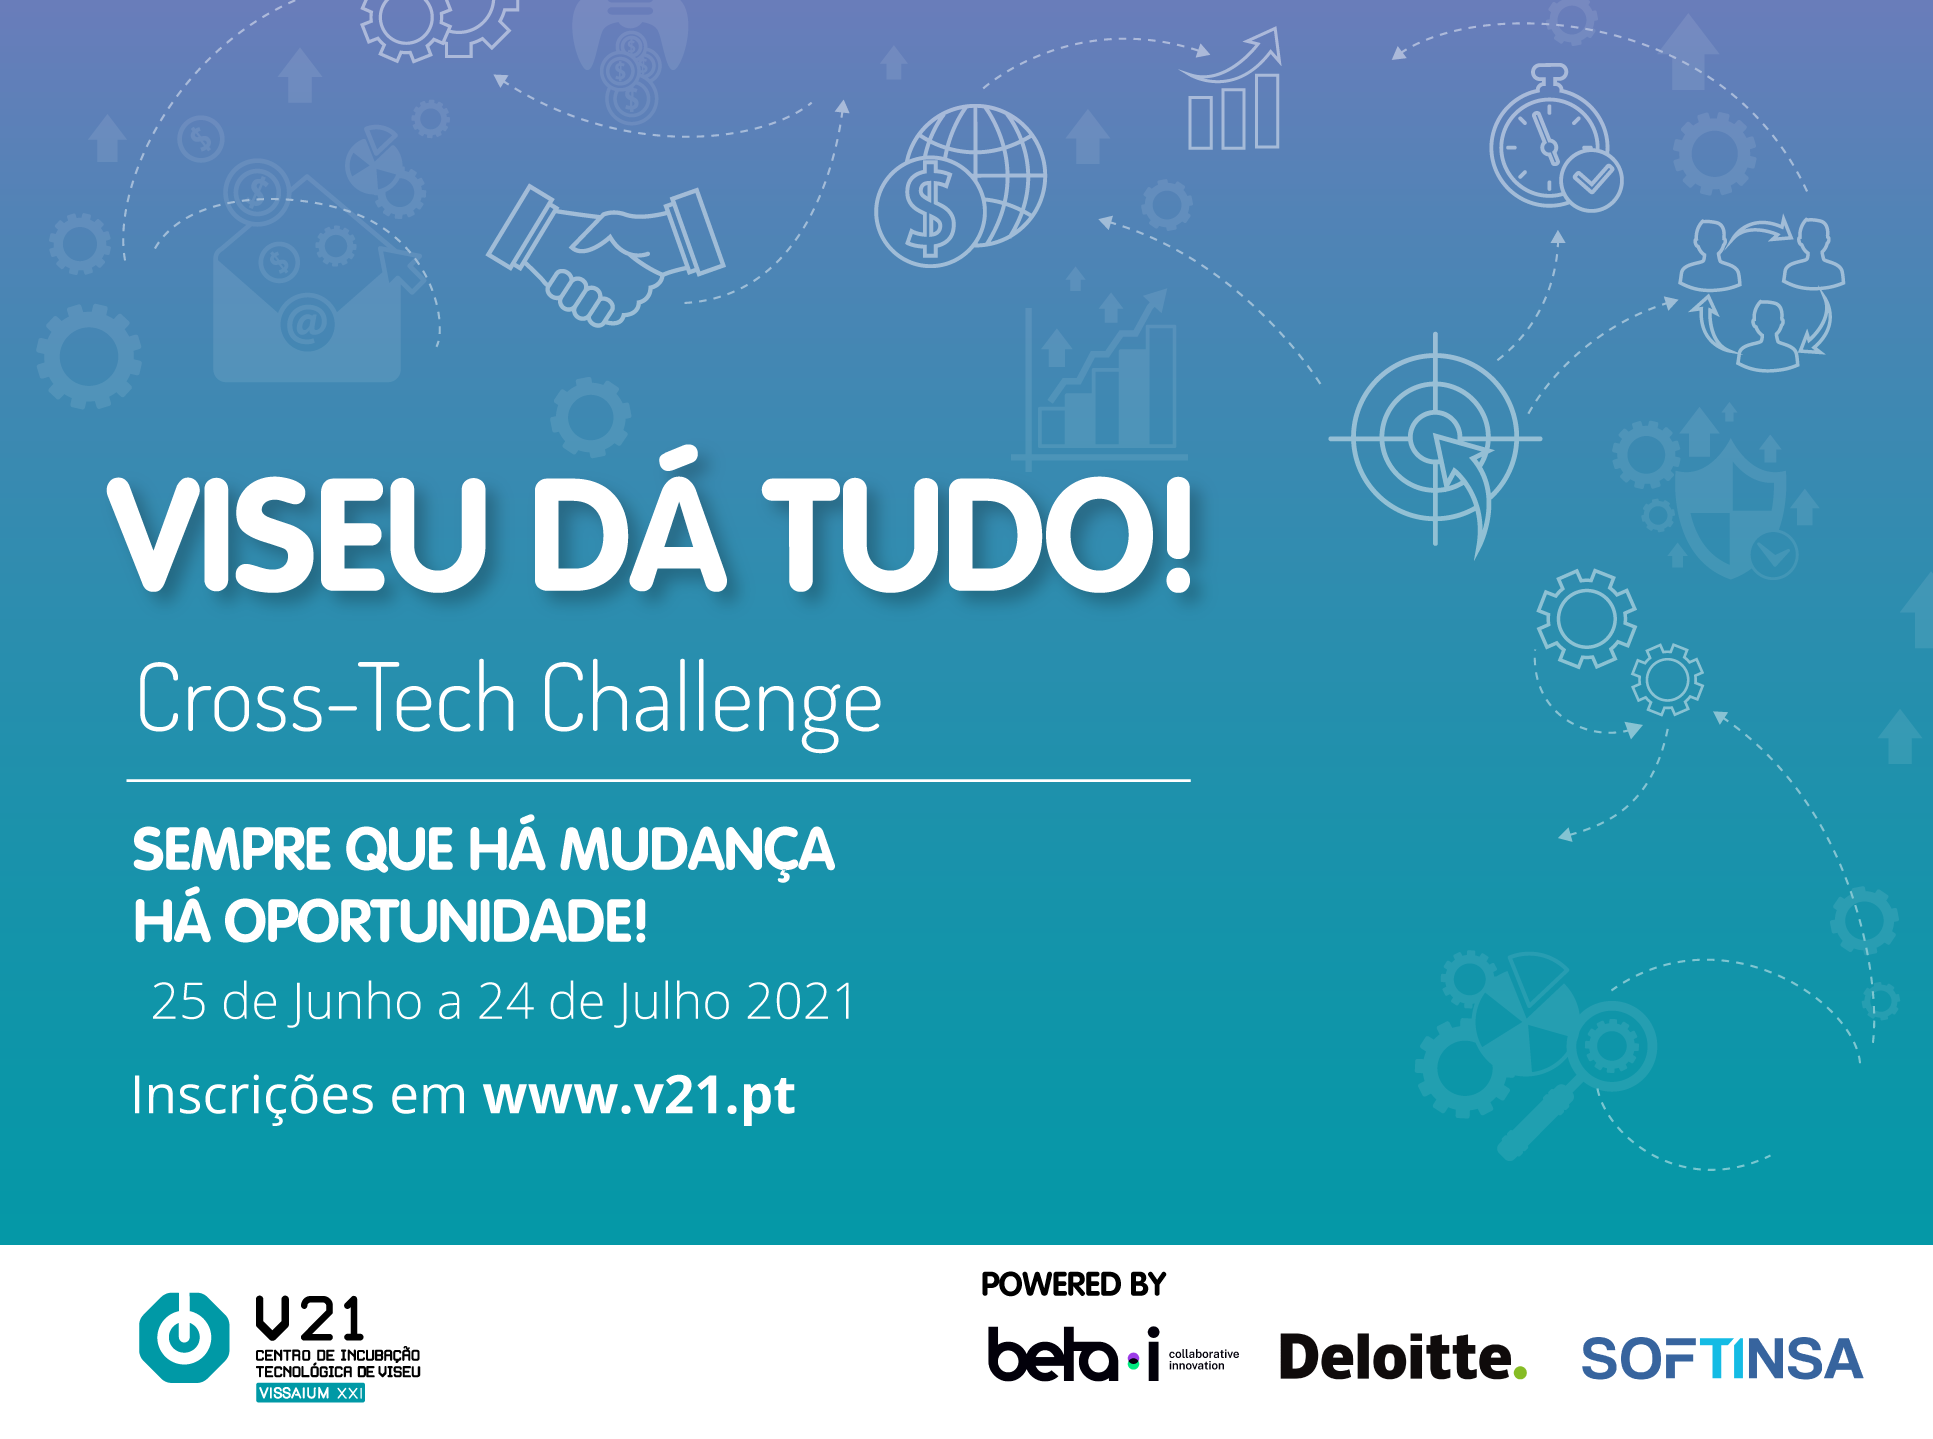 VISEU DÁ TUDO!
Cross-Tech Challenge
SEMPRE QUE HÁ MUDANÇA
HÁ OPORTUNIDADE!
25 de Junho a 24 de Julho 2021
Inscrições em www.v21.pt
V21
CENTRO DE INCUBAÇÃO
TECNOLÓGICA DE VISEU
VISSAIUM XXI
POWERED BY
beta-i
collaborative
innovation
Deloitte.
SOFTINSA